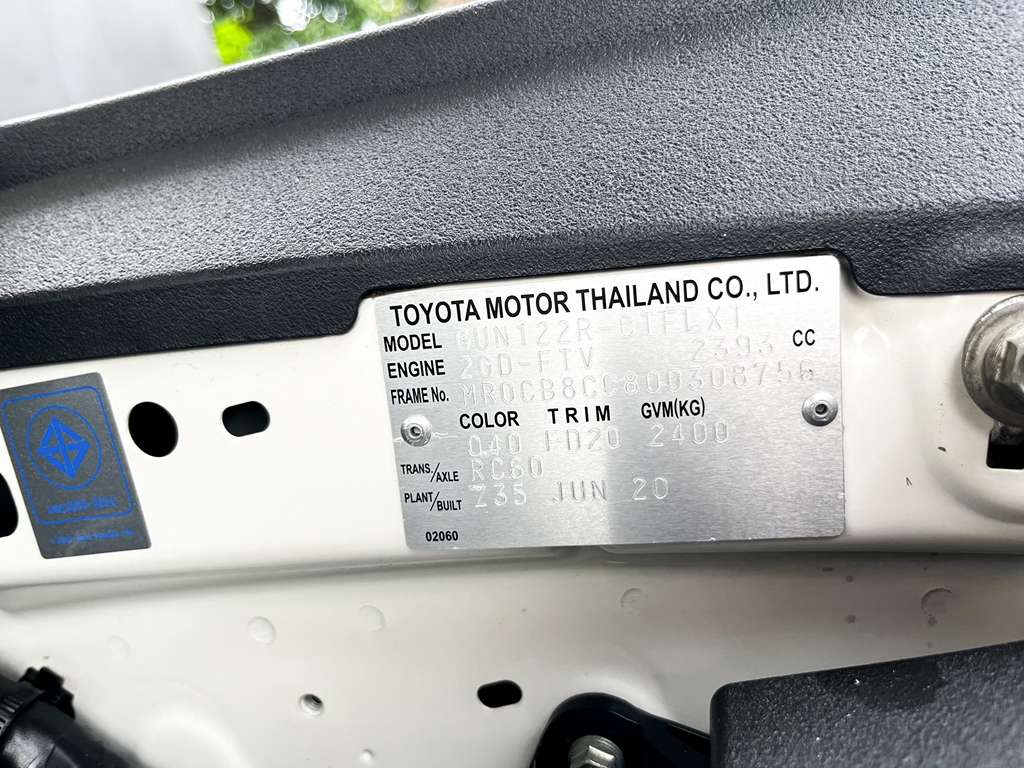 TOYOTA MOTOR THAILAND CO., LTD.
MODEL GUN122R-CTFLXT
ENGINE 2GD-FTV 2393 CC
FRAME No. MR0CB8CC800308756
COLOR TRIM GVM(KG)
040 FD20 2400
TRANS./AXLE RC60
PLANT/BUILT Z35 JUN 20
02060